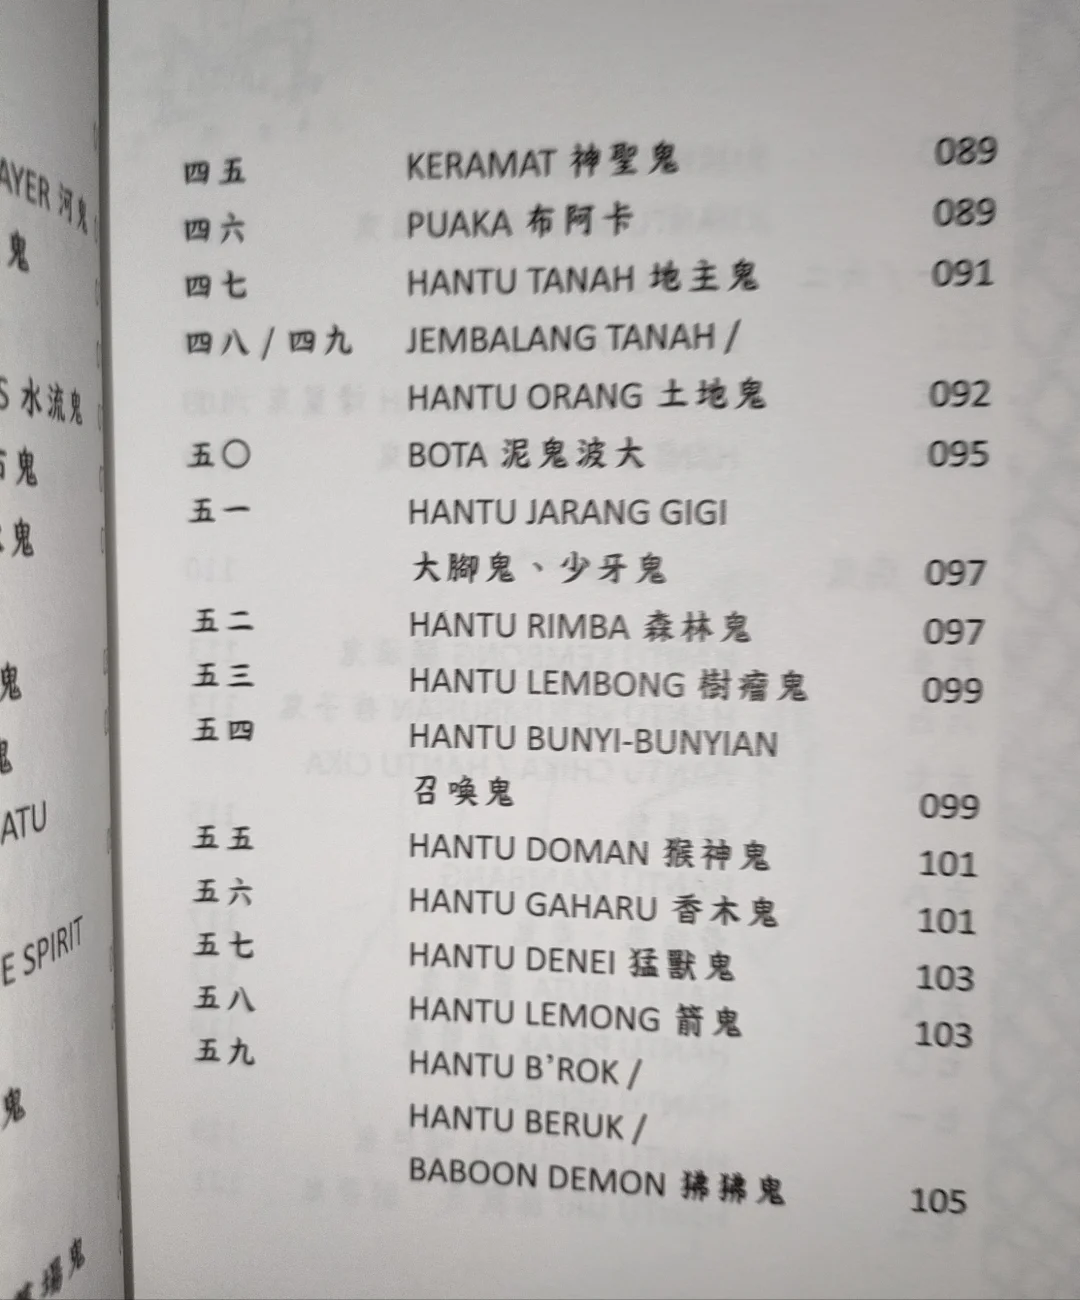 AYER 河鬼
鬼
S 水流鬼
鬼
鬼
鬼
ATU
E SPIRIT
鬼
場鬼
四五 KERAMAT 神聖鬼 089
四六 PUAKA 布阿卡 089
四七 HANTU TANAH 地主鬼 091
四八 / 四九 JEMBALANG TANAH /
HANTU ORANG 土地鬼 092
五〇 BOTA 泥鬼波大 095
五一 HANTU JARANG GIGI
大腳鬼、少牙鬼 097
五二 HANTU RIMBA 森林鬼 097
五三 HANTU LEMBONG 樹瘤鬼 099
五四 HANTU BUNYI-BUNYIAN
召喚鬼 099
五五 HANTU DOMAN 猴神鬼 101
五六 HANTU GAHARU 香木鬼 101
五七 HANTU DENEI 猛獸鬼 103
五八 HANTU LEMONG 箭鬼 103
五九 HANTU B'ROK /
HANTU BERUK /
BABOON DEMON 狒狒鬼 105